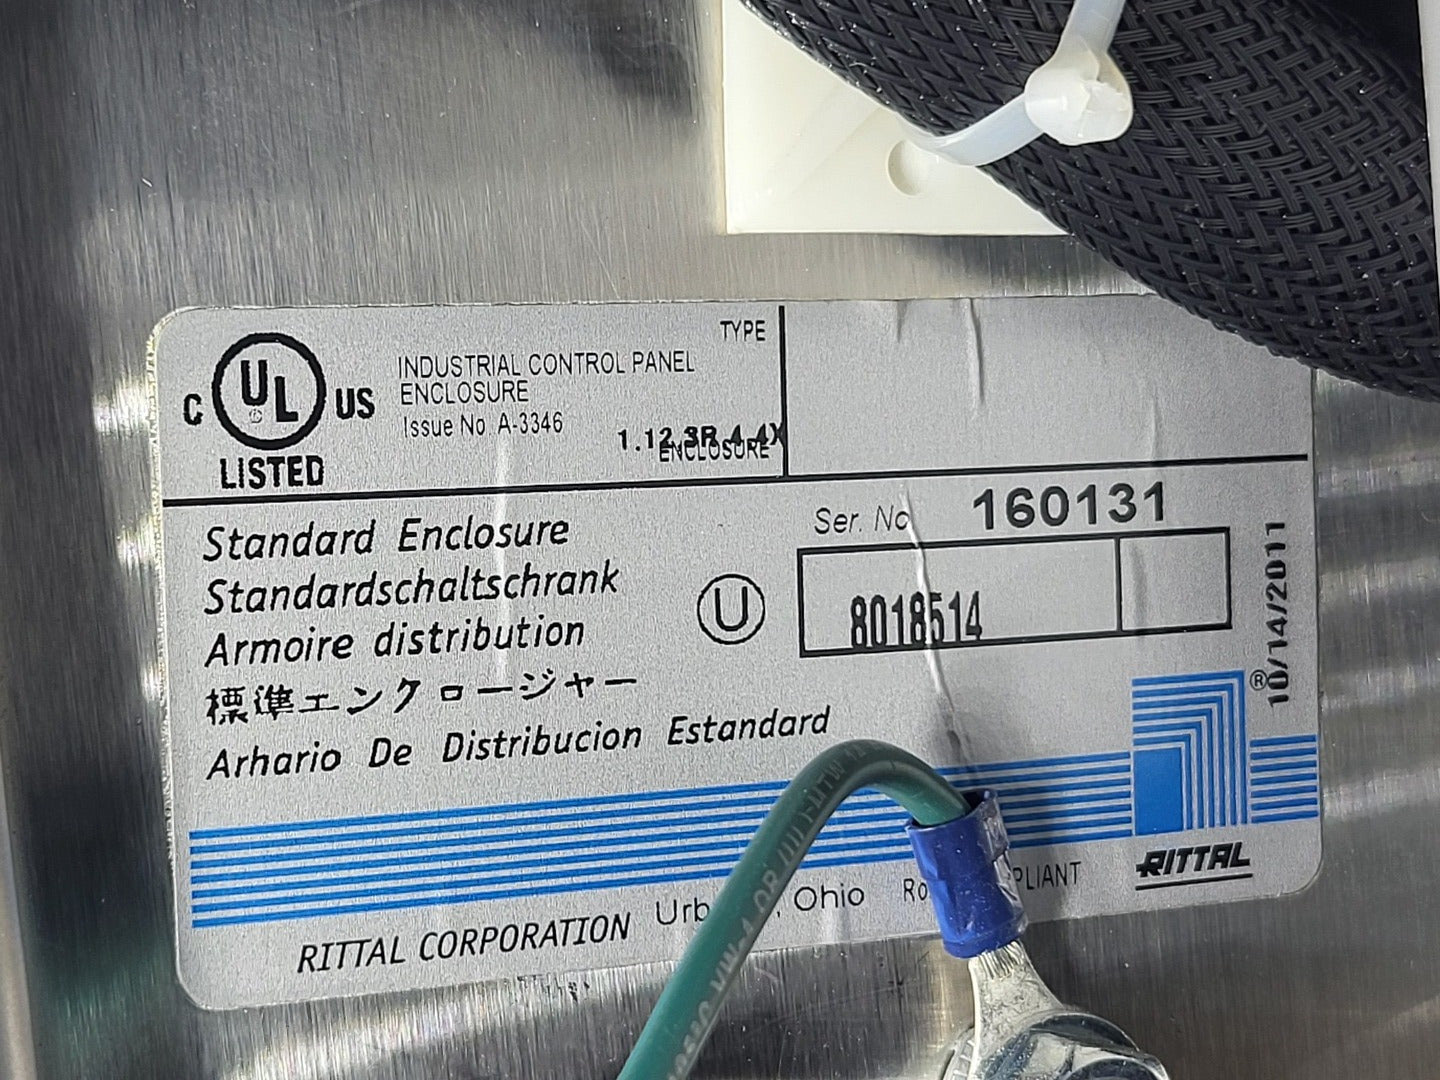 C UL US
LISTED
INDUSTRIAL CONTROL PANEL
ENCLOSURE
Issue No A-3346
TYPE
1.12,3R,4,4X
ENCLOSURE
Ser. No 160131
8018514
10/14/2011
Standard Enclosure
Standardschaltschrank
Armoire distribution
標準エンクロージャー
Arhario De Distribucion Estandard
U
®
RITTAL
RITTAL CORPORATION
Ohio